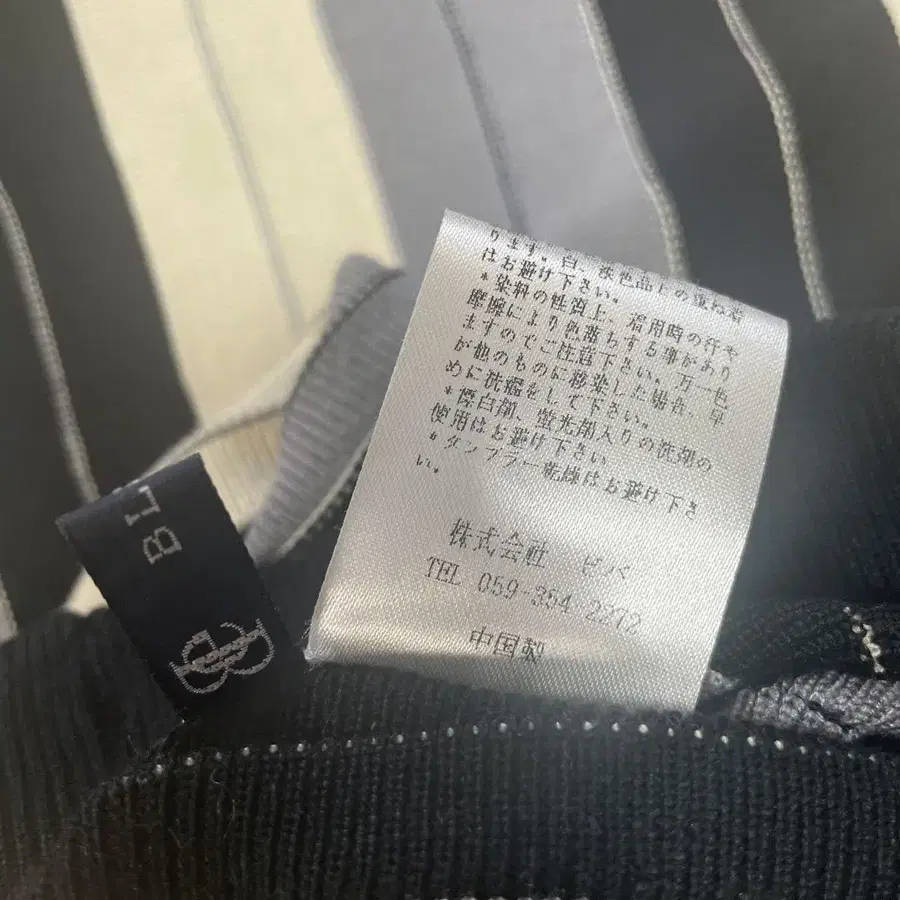 ります。白、淡色品との重ね着
はお避け下さい。
*染料の性質上、着用時の汗や
摩擦により色落ちする事があり
ますのでご注意下さい。万一色
が他のものに移染した場合、早
めに洗濯をして下さい。
*漂白剤、蛍光剤入りの洗剤の
使用はお避け下さい
*タンブラー乾燥はお避け下さ
い。
株式会社 ビバ
TEL 059-354-2272
中国製
BL